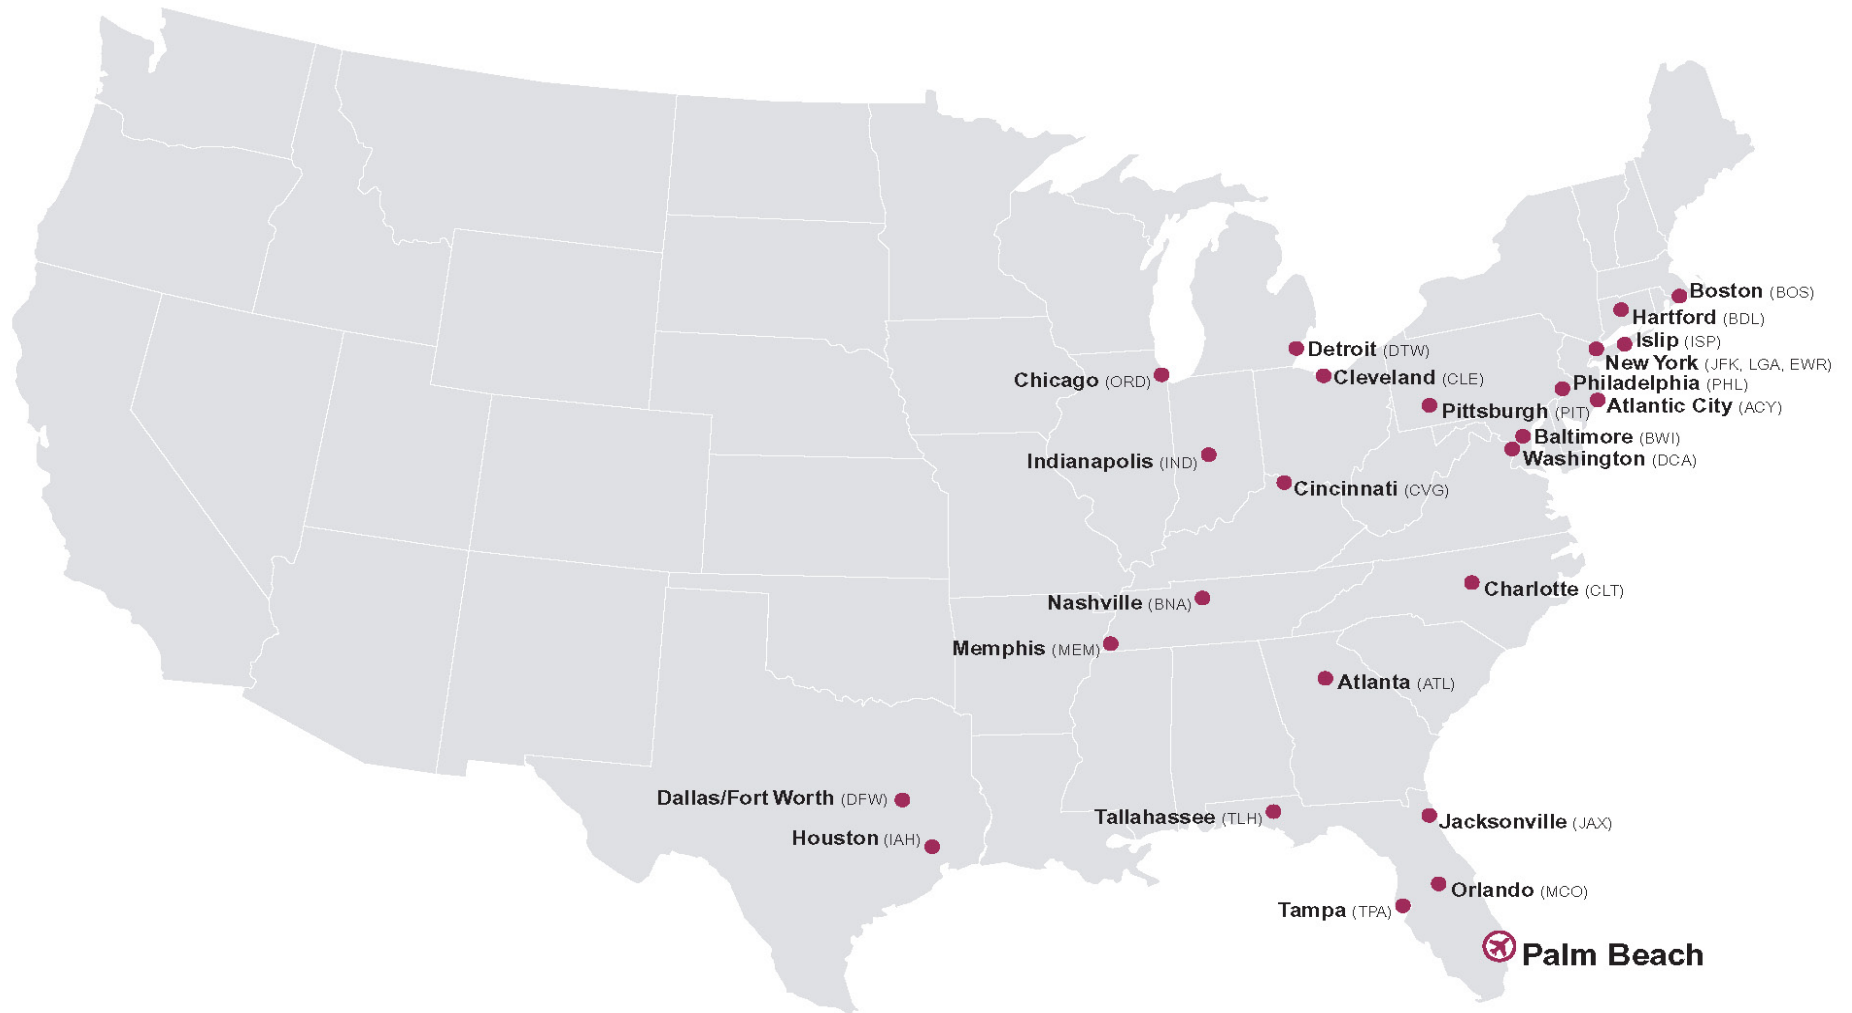 Boston (BOS)
Hartford (BDL)
Islip (ISP)
Detroit (DTW)
New York (JFK, LGA, EWR)
Chicago (ORD)
Cleveland (CLE)
Philadelphia (PHL)
Atlantic City (ACY)
Pittsburgh (PIT)
Baltimore (BWI)
Washington (DCA)
Indianapolis (IND)
Cincinnati (CVG)
Charlotte (CLT)
Nashville (BNA)
Memphis (MEM)
Atlanta (ATL)
Dallas/Fort Worth (DFW)
Tallahassee (TLH)
Jacksonville (JAX)
Houston (IAH)
Orlando (MCO)
Tampa (TPA)
Palm Beach